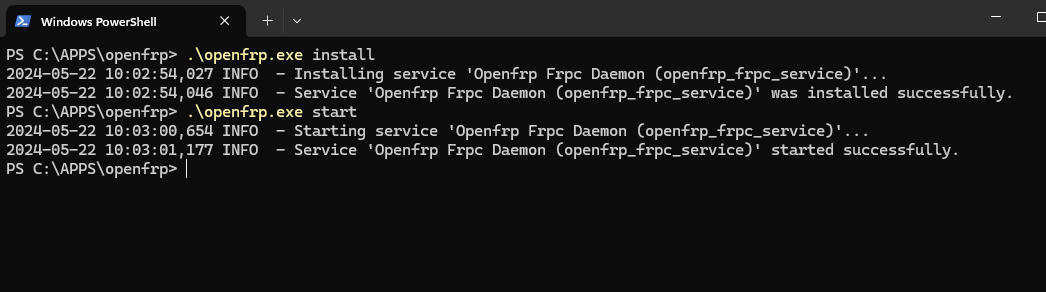 Windows PowerShell
PS C:\APPS\openfrp> .\openfrp.exe install
2024-05-22 10:02:54,027 INFO  - Installing service 'Openfrp Frpc Daemon (openfrp_frpc_service)'...
2024-05-22 10:02:54,046 INFO  - Service 'Openfrp Frpc Daemon (openfrp_frpc_service)' was installed successfully.
PS C:\APPS\openfrp> .\openfrp.exe start
2024-05-22 10:03:00,654 INFO  - Starting service 'Openfrp Frpc Daemon (openfrp_frpc_service)'...
2024-05-22 10:03:01,177 INFO  - Service 'Openfrp Frpc Daemon (openfrp_frpc_service)' started successfully.
PS C:\APPS\openfrp>